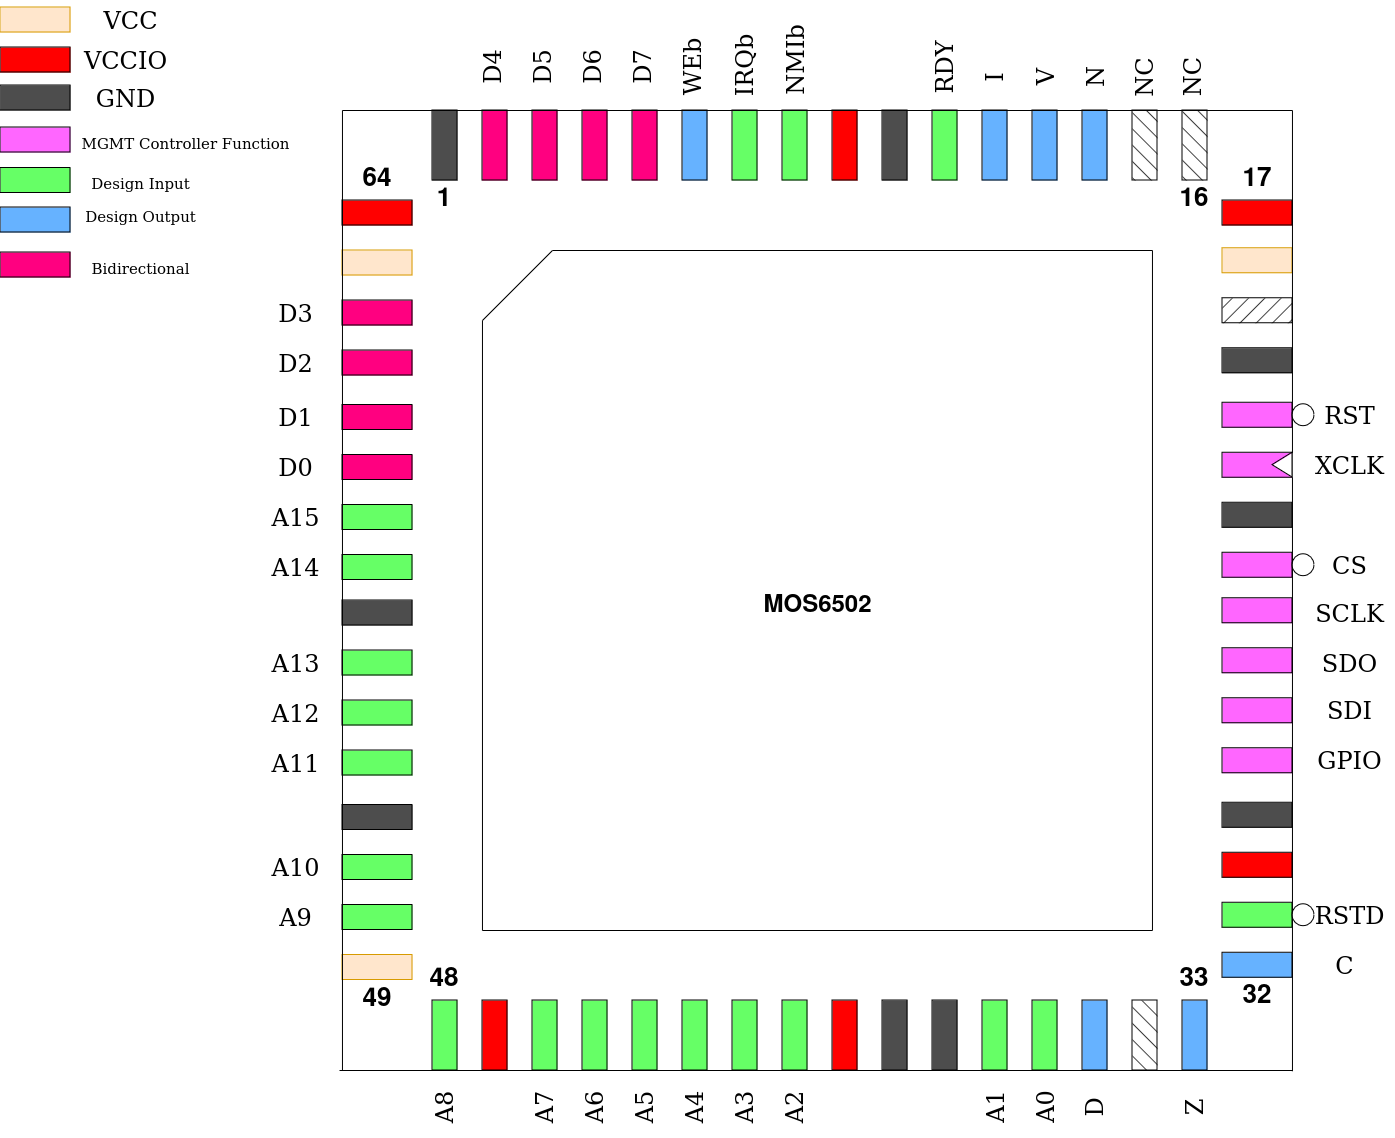 VCC
VCCIO
GND
MGMT Controller Function
Design Input
Design Output
Bidirectional
D4
D5
D6
D7
WEb
IRQb
NMIb
RDY
I
V
N
NC
NC
64
1
16
17
D3
D2
D1
D0
A15
A14
A13
A12
A11
A10
A9
MOS6502
RST
XCLK
CS
SCLK
SDO
SDI
GPIO
RSTD
C
49
48
33
32
A8
A7
A6
A5
A4
A3
A2
A1
A0
D
Z